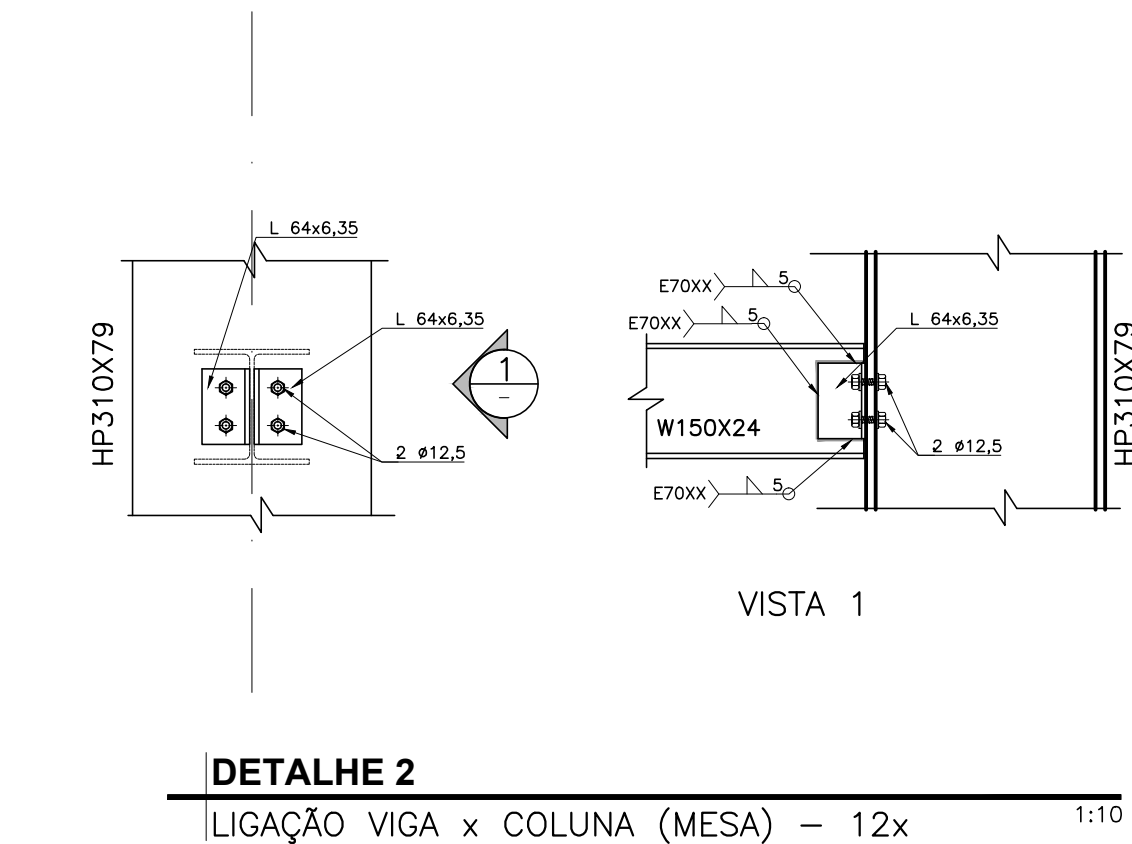 L 64x6,35
L 64x6,35
HP310X79
1
–
2 ø12,5
E70XX 5
E70XX 5
L 64x6,35
HP310X79
W150X24
2 ø12,5
E70XX 5
VISTA 1
DETALHE 2
LIGAÇÃO VIGA x COLUNA (MESA) – 12x
1:10